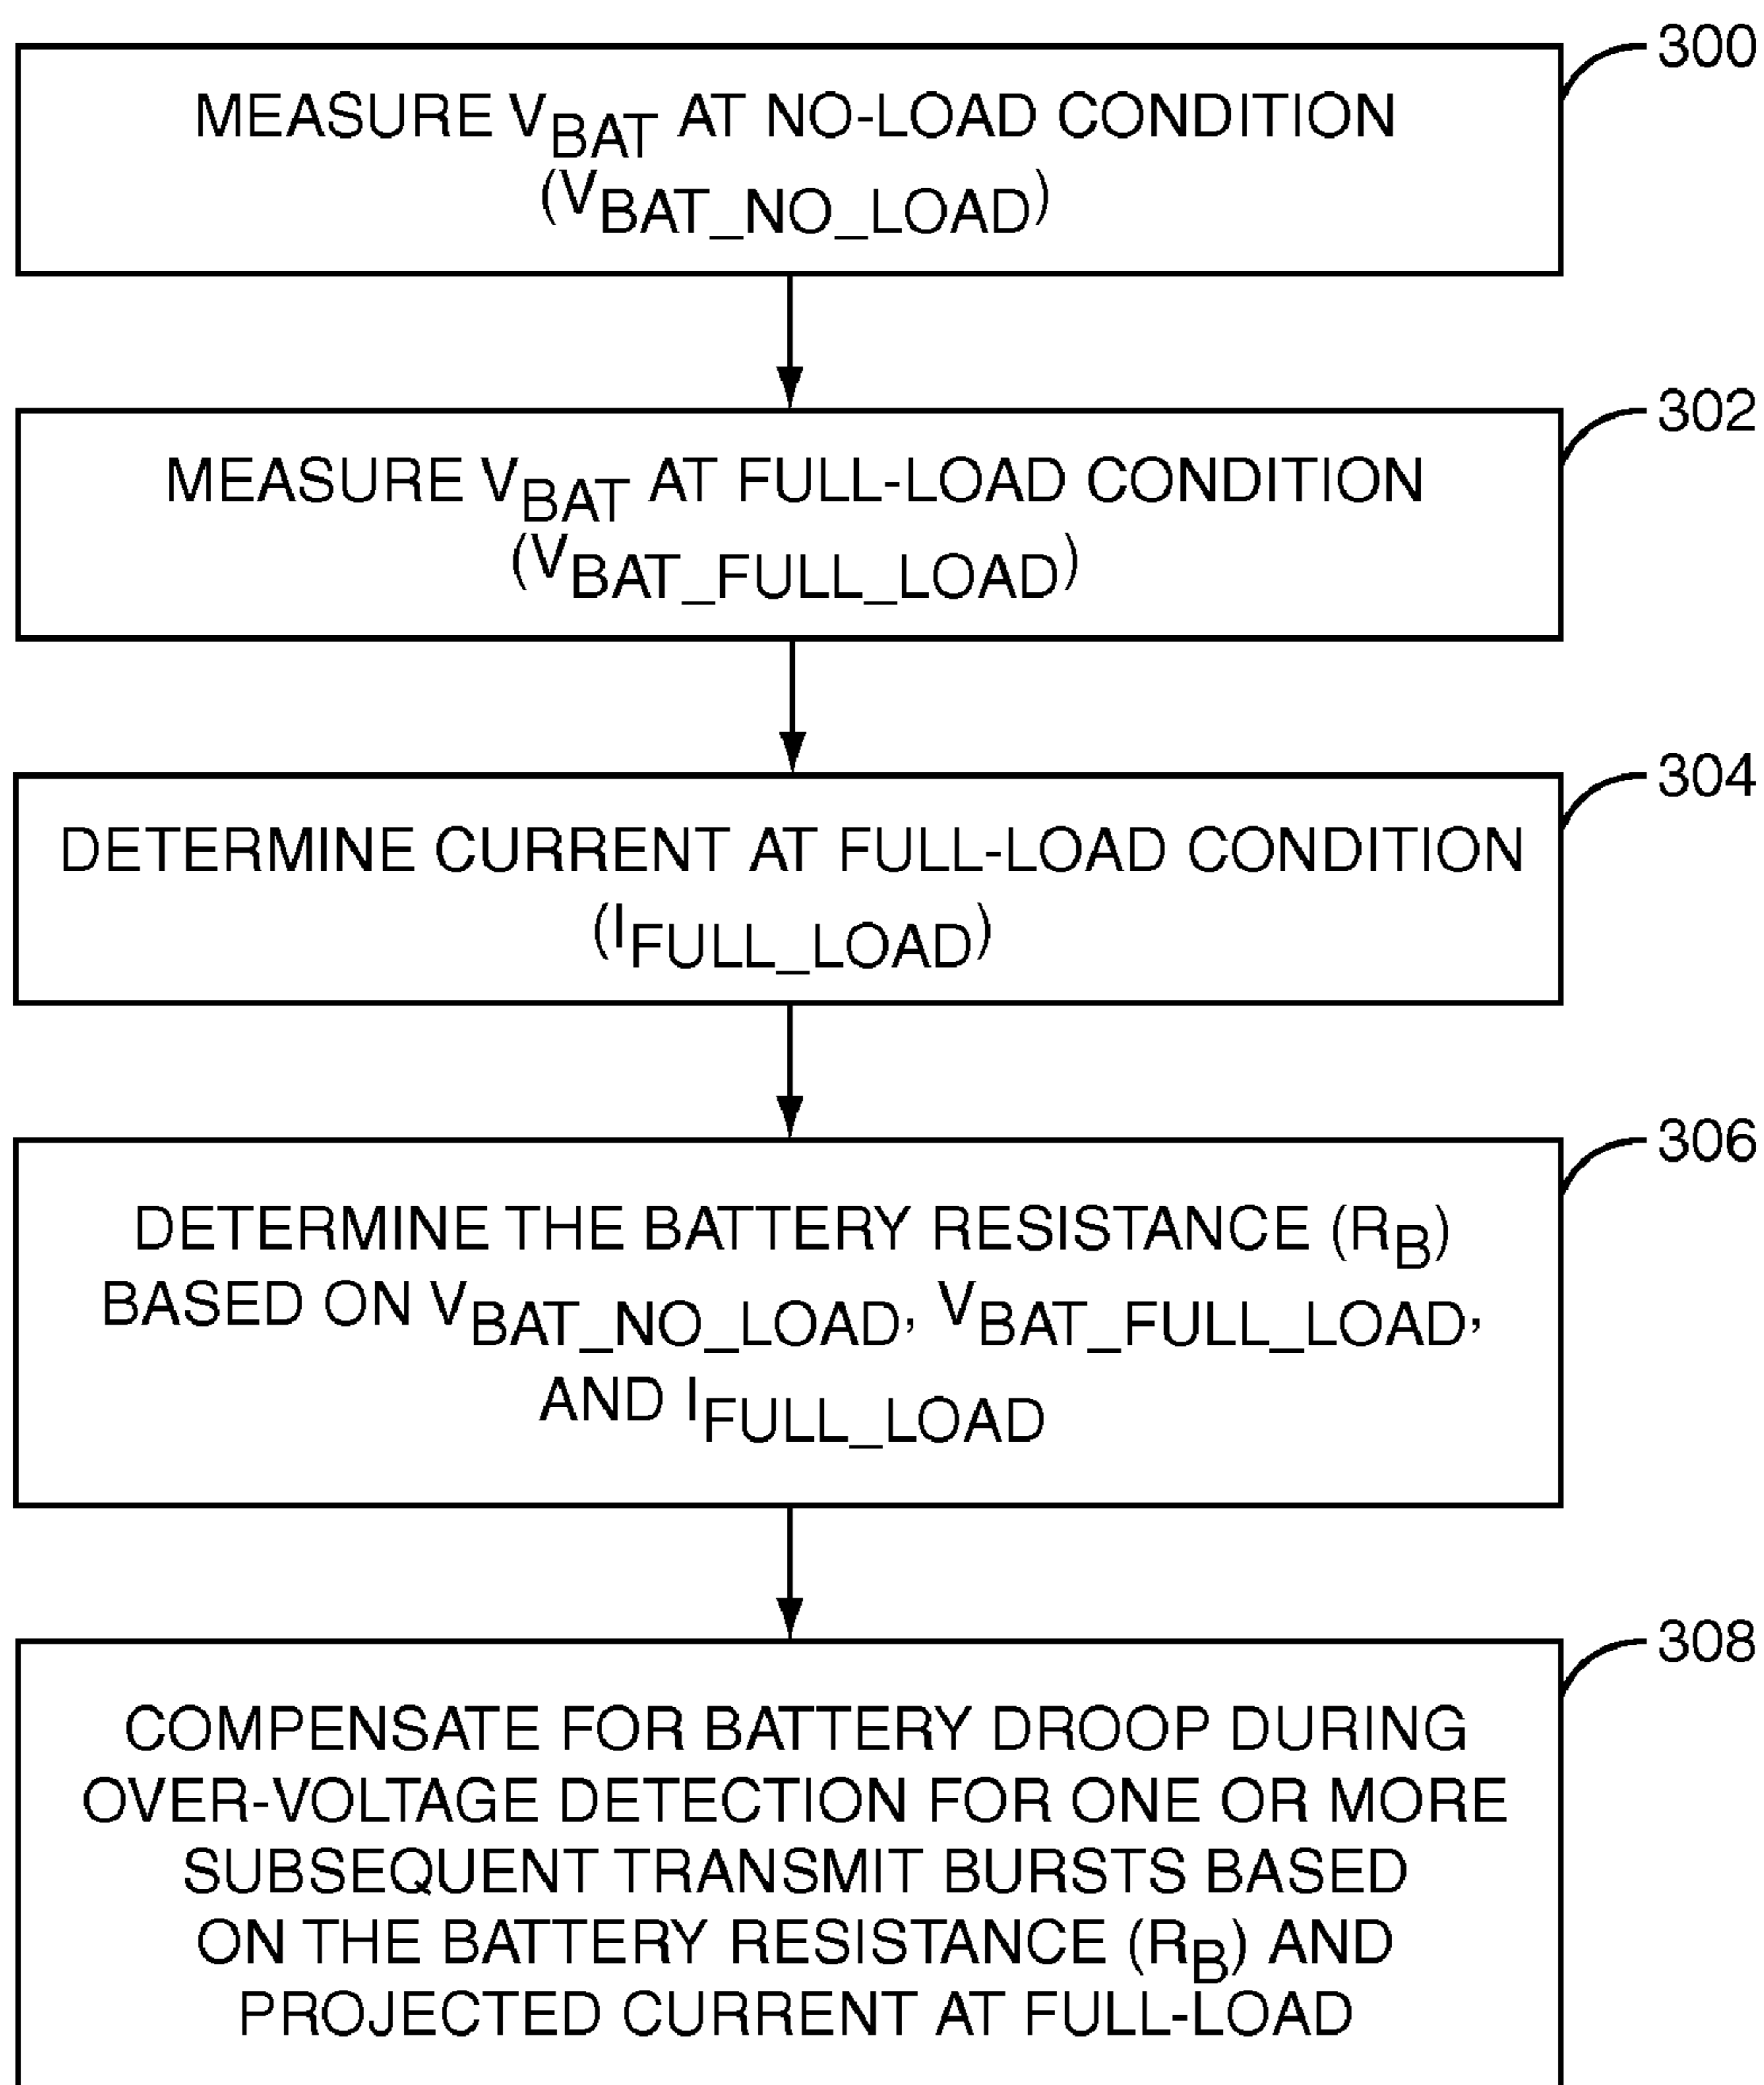 300
MEASURE VBAT AT NO-LOAD CONDITION
(VBAT_NO_LOAD)
302
MEASURE VBAT AT FULL-LOAD CONDITION
(VBAT_FULL_LOAD)
304
DETERMINE CURRENT AT FULL-LOAD CONDITION
(IFULL_LOAD)
306
DETERMINE THE BATTERY RESISTANCE (RB)
BASED ON VBAT_NO_LOAD, VBAT_FULL_LOAD,
AND IFULL_LOAD
308
COMPENSATE FOR BATTERY DROOP DURING
OVER-VOLTAGE DETECTION FOR ONE OR MORE
SUBSEQUENT TRANSMIT BURSTS BASED
ON THE BATTERY RESISTANCE (RB) AND
PROJECTED CURRENT AT FULL-LOAD